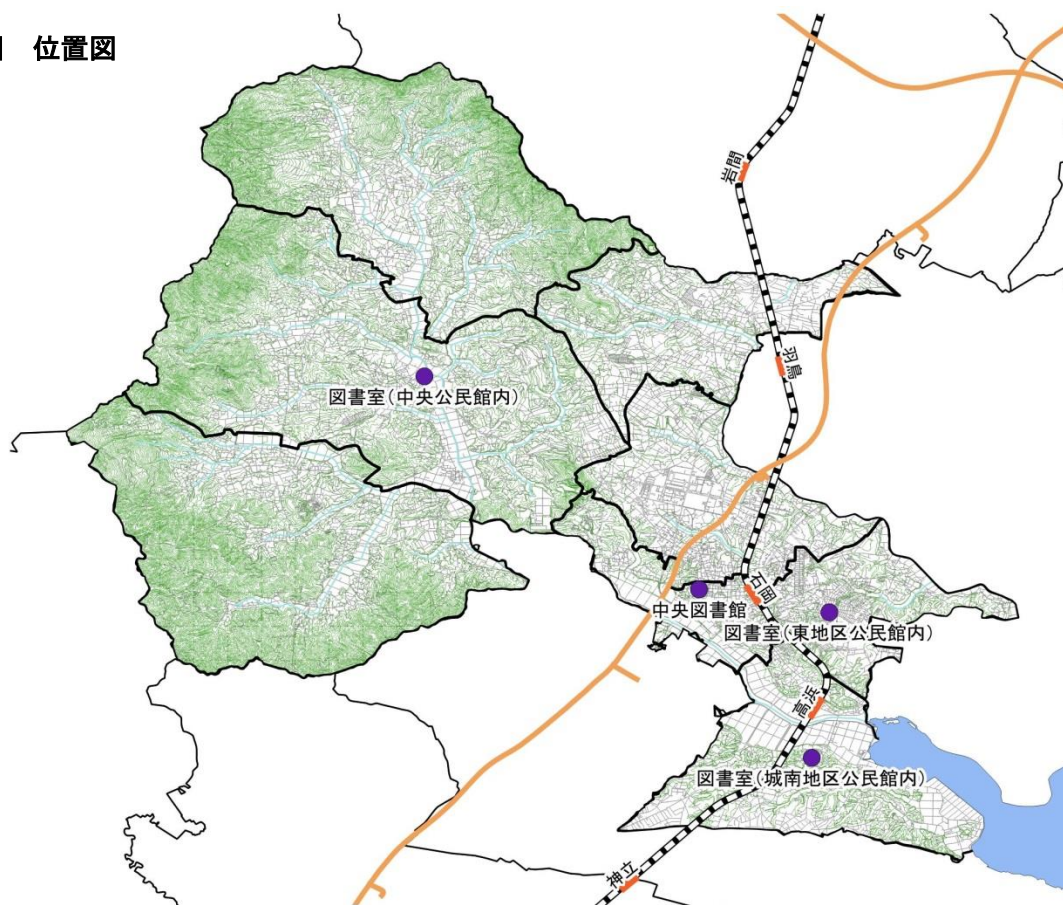 位置図
岩間
羽鳥
図書室(中央公民館内)
石岡
中央図書館
図書室(東地区公民館内)
高浜
図書室(城南地区公民館内)
神立